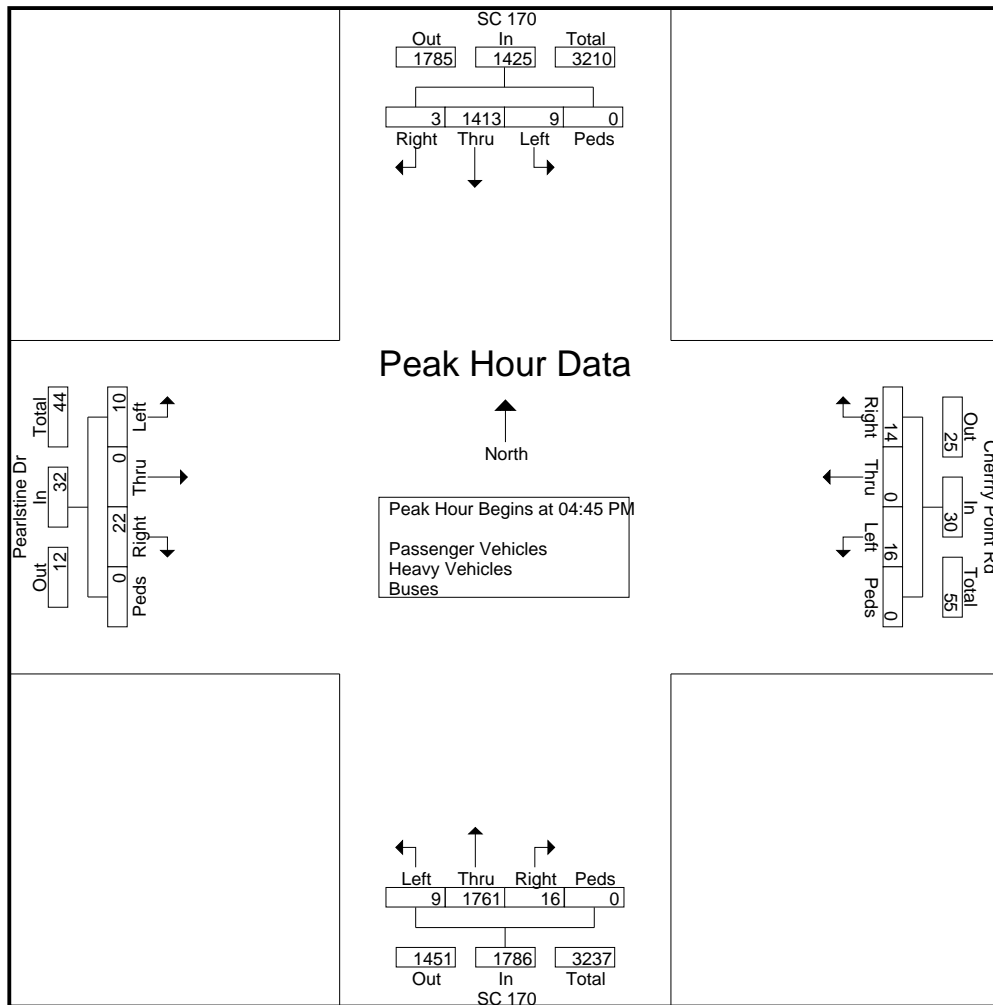 SC 170
Out In Total
1785 1425 3210
3 1413 9 0
Right Thru Left Peds
Peak Hour Data
North
Peak Hour Begins at 04:45 PM
Passenger Vehicles
Heavy Vehicles
Buses
Pearlstine Dr
Out In Total
12 32 44
Left Thru Right Peds
10 0 22 0
Cherrry Point Rd
Out In Total
25 30 55
Right Thru Left Peds
14 0 16 0
Left Thru Right Peds
9 1761 16 0
1451 1786 3237
Out In Total
SC 170